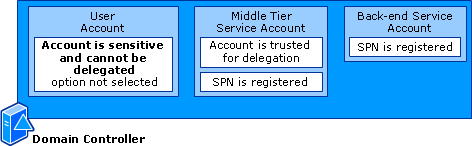 User
Account
Account is sensitive
and cannot be
delegated
option not selected
Middle Tier
Service Account
Account is trusted
for delegation
SPN is registered
Back-end Service
Account
SPN is registered
Domain Controller